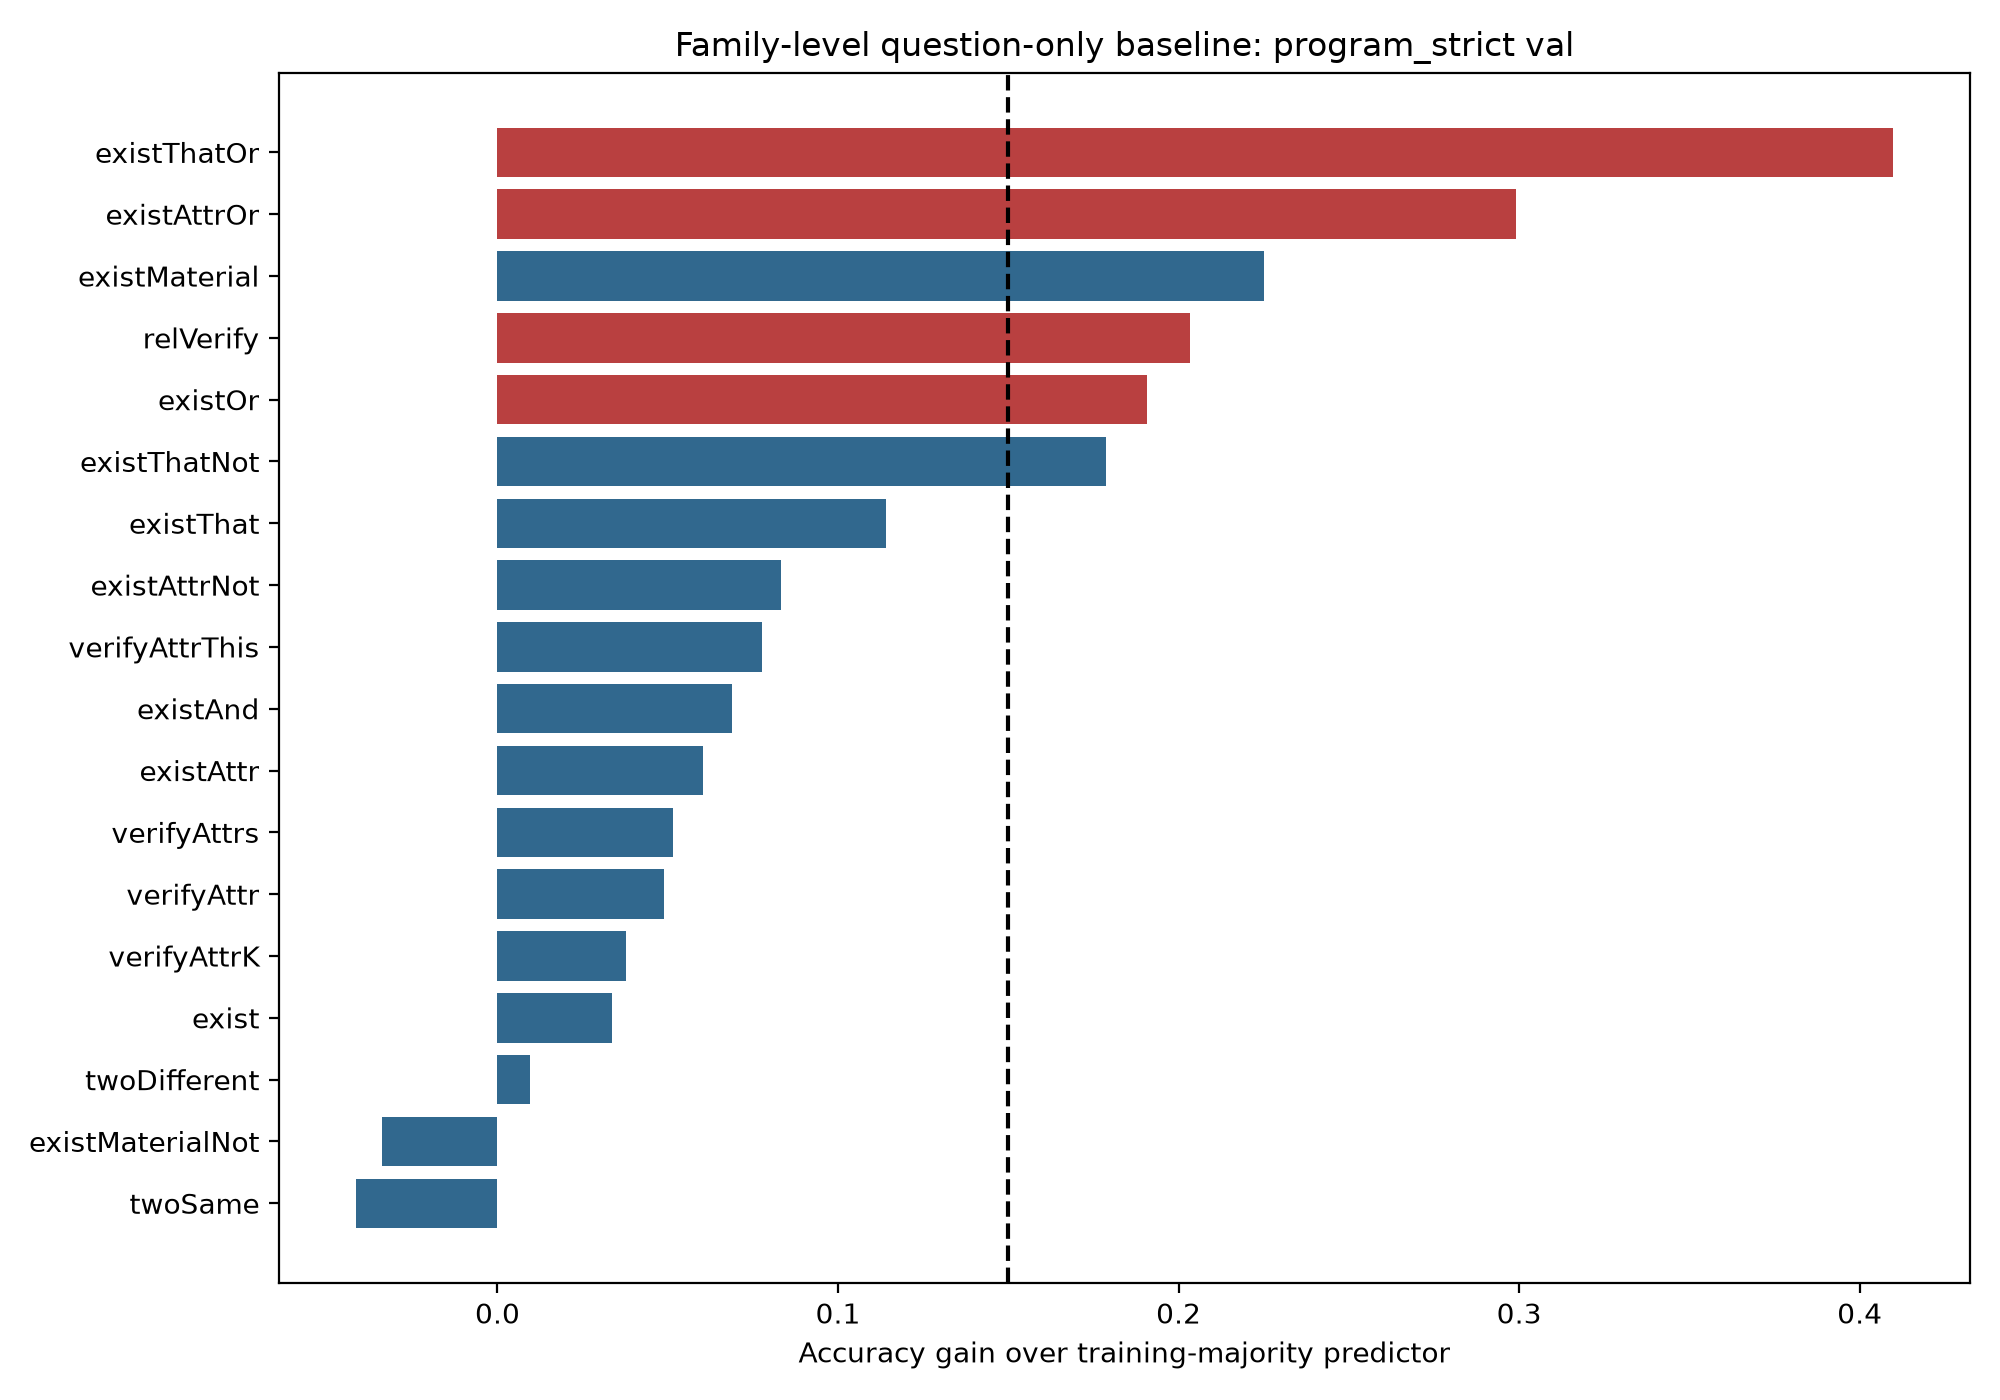 Family-level question-only baseline: program_strict val
existThatOr
existAttrOr
existMaterial
relVerify
existOr
existThatNot
existThat
existAttrNot
verifyAttrThis
existAnd
existAttr
verifyAttrs
verifyAttr
verifyAttrK
exist
twoDifferent
existMaterialNot
twoSame
0.0 0.1 0.2 0.3 0.4
Accuracy gain over training-majority predictor